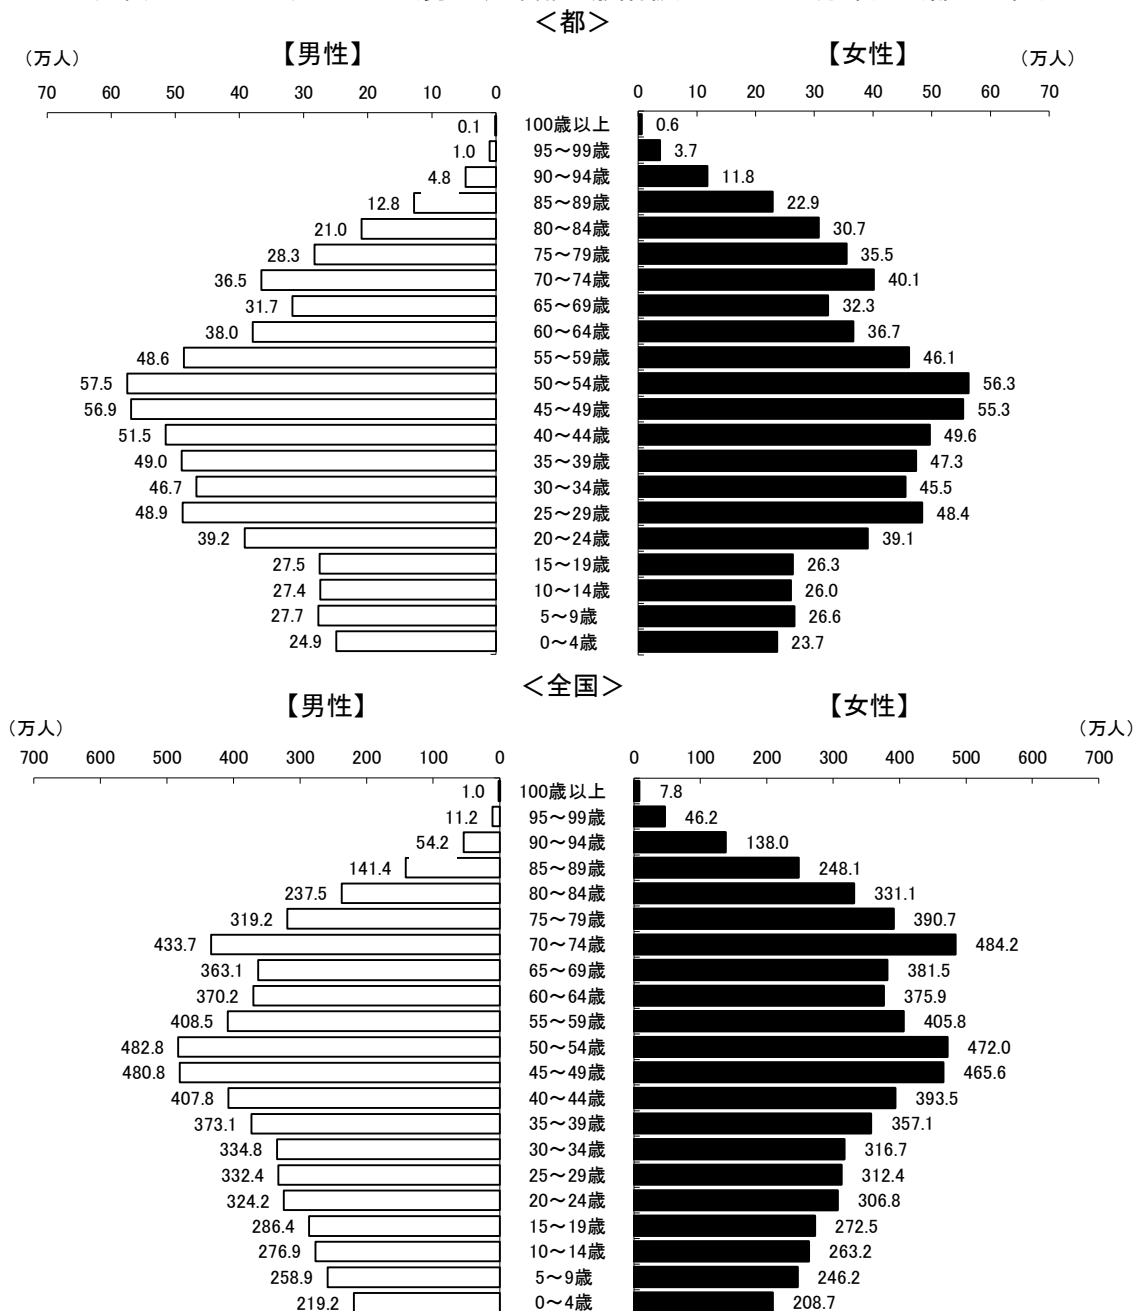 ＜都＞
（万人） 【男性】 【女性】 （万人）
70 60 50 40 30 20 10 0 0 10 20 30 40 50 60 70
0.1 100歳以上 0.6
1.0 95～99歳 3.7
4.8 90～94歳 11.8
12.8 85～89歳 22.9
21.0 80～84歳 30.7
28.3 75～79歳 35.5
36.5 70～74歳 40.1
31.7 65～69歳 32.3
38.0 60～64歳 36.7
48.6 55～59歳 46.1
57.5 50～54歳 56.3
56.9 45～49歳 55.3
51.5 40～44歳 49.6
49.0 35～39歳 47.3
46.7 30～34歳 45.5
48.9 25～29歳 48.4
39.2 20～24歳 39.1
27.5 15～19歳 26.3
27.4 10～14歳 26.0
27.7 5～9歳 26.6
24.9 0～4歳 23.7
＜全国＞
【男性】 【女性】
（万人） （万人）
700 600 500 400 300 200 100 0 0 100 200 300 400 500 600 700
1.0 100歳以上 7.8
11.2 95～99歳 46.2
54.2 90～94歳 138.0
141.4 85～89歳 248.1
237.5 80～84歳 331.1
319.2 75～79歳 390.7
433.7 70～74歳 484.2
363.1 65～69歳 381.5
370.2 60～64歳 375.9
408.5 55～59歳 405.8
482.8 50～54歳 472.0
480.8 45～49歳 465.6
407.8 40～44歳 393.5
373.1 35～39歳 357.1
334.8 30～34歳 316.7
332.4 25～29歳 312.4
324.2 20～24歳 306.8
286.4 15～19歳 272.5
276.9 10～14歳 263.2
258.9 5～9歳 246.2
219.2 0～4歳 208.7